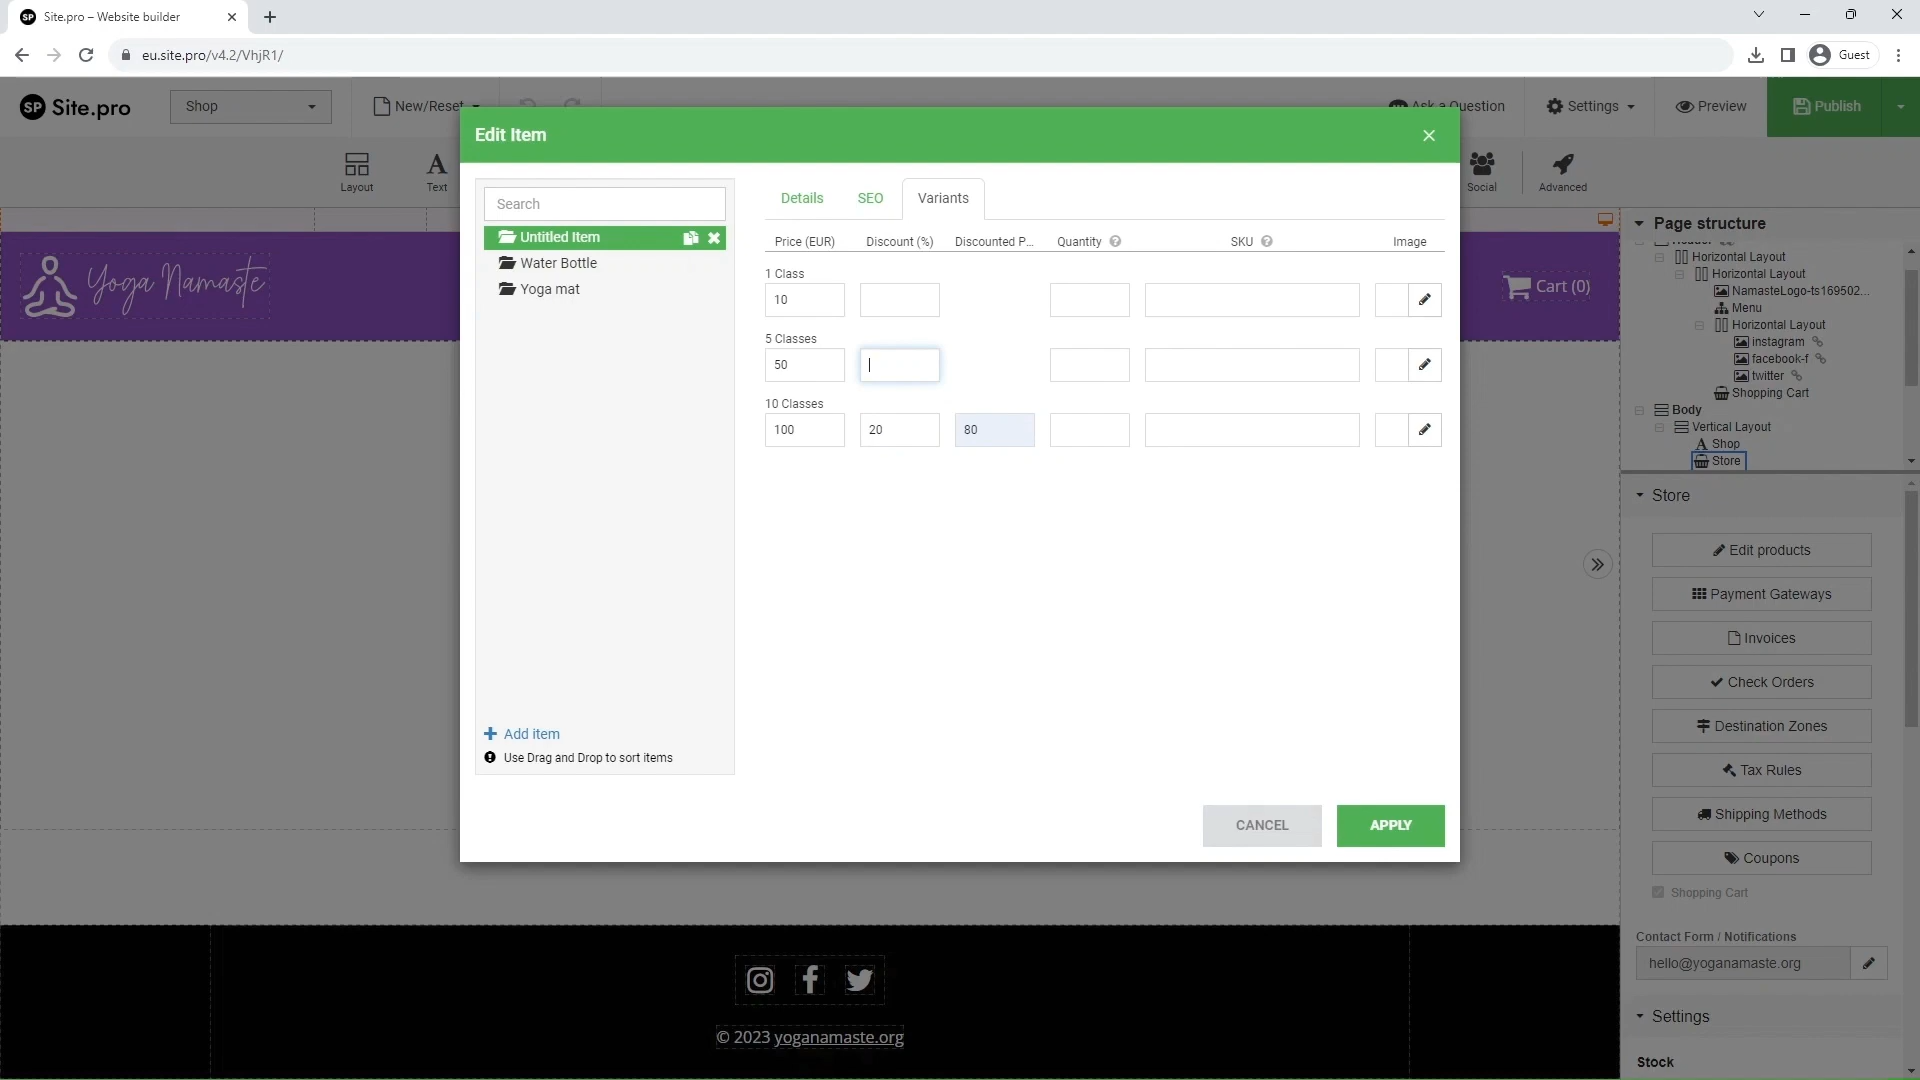 Site.pro – Website builder
eu.site.pro/v4.2/VhjR1/
Guest
SP Site.pro
Shop
New/Reset
Ask a Question
Settings
Preview
Publish
Layout
Text
Social
Advanced
Edit Item
Search
Untitled Item
Water Bottle
Yoga mat
Add item
Use Drag and Drop to sort items
Details
SEO
Variants
Price (EUR) Discount (%) Discounted P... Quantity SKU Image
1 Class
10
5 Classes
50
10 Classes
100 20 80
CANCEL
APPLY
Yoga Namaste
Cart (0)
Page structure
Horizontal Layout
Horizontal Layout
NamasteLogo-ts169502...
Menu
Horizontal Layout
instagram
facebook-f
twitter
Shopping Cart
Body
Vertical Layout
Shop
Store
Store
Edit products
Payment Gateways
Invoices
Check Orders
Destination Zones
Tax Rules
Shipping Methods
Coupons
Shopping Cart
Contact Form / Notifications
hello@yoganamaste.org
Settings
Stock
© 2023 yoganamaste.org